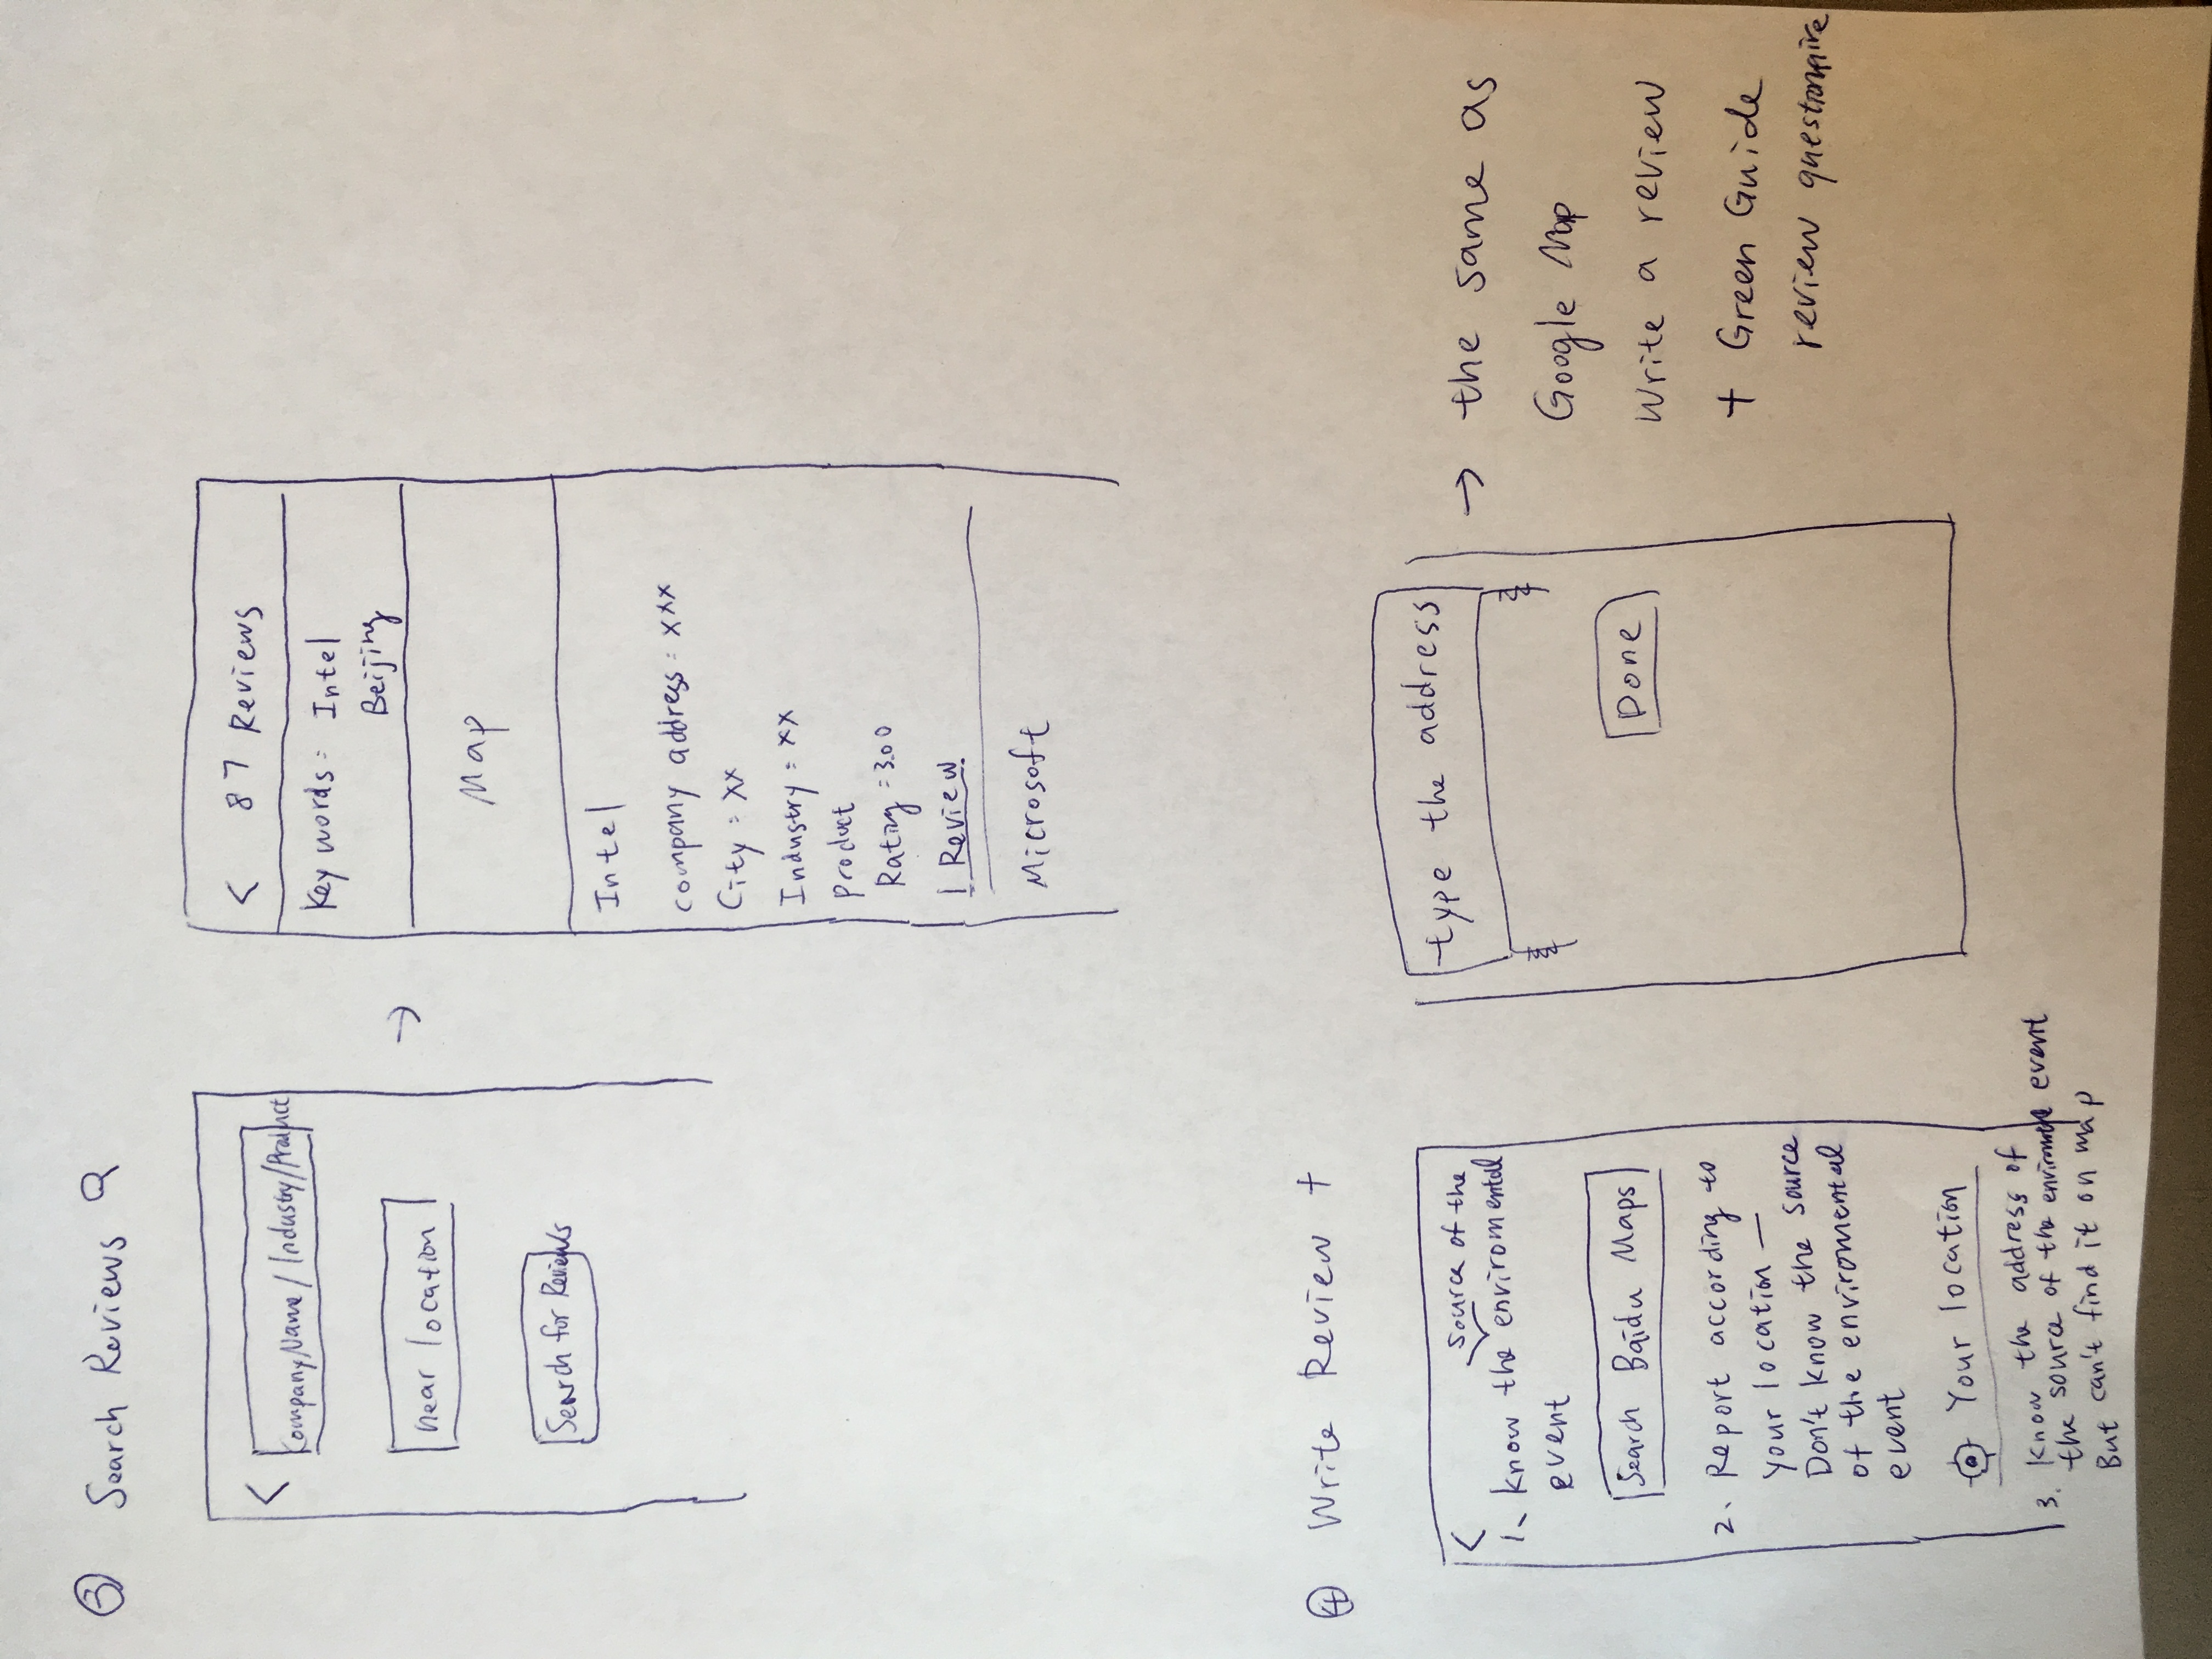 ③ Search Reviews
<
Company Name / Industry/Product
near location
Search for Reviews
→
< 87 Reviews
Key words: Intel
Beijing
Map
Intel
company address: xxx
City: xx
Industry: xx
Product
Rating: 3.00
1 Review
Microsoft
④ Write Review +
<
source of the
1、know the enviromental
event
Search Baidu Maps
2、Report according to
your location —
Don't know the source
of the enviromental
event
Your location
3. know the address of
the source of the event
But can't find it on map
type the address
Done
→ the same as
Google Map
Write a review
+ Green Guide
review questionnaire